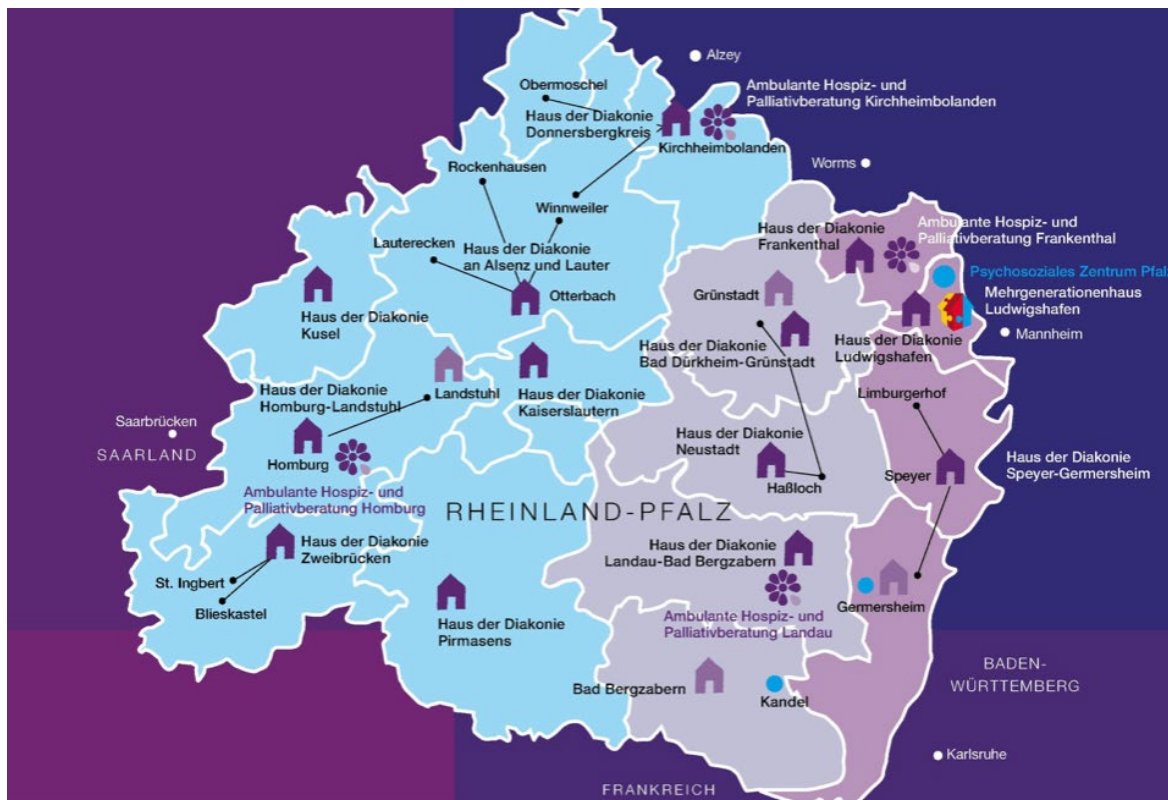 Alzey
Obermoschel
Ambulante Hospiz- und
Palliativberatung Kirchheimbolanden
Haus der Diakonie
Donnersbergkreis
Kirchheimbolanden
Rockenhausen
Worms
Winnweiler
Lauterecken
Haus der Diakonie
an Alsenz und Lauter
Otterbach
Haus der Diakonie
Frankenthal
Ambulante Hospiz- und
Palliativberatung Frankenthal
Psychosoziales Zentrum Pfalz
Mehrgenerationenhaus
Ludwigshafen
Grünstadt
Haus der Diakonie
Kusel
Haus der Diakonie
Bad Dürkheim-Grünstadt
Haus der Diakonie
Ludwigshafen
Mannheim
Haus der Diakonie
Homburg-Landstuhl
Landstuhl
Haus der Diakonie
Kaiserslautern
Limburgerhof
Saarbrücken
SAARLAND
Homburg
Haus der Diakonie
Neustadt
Haßloch
Speyer
Haus der Diakonie
Speyer-Germersheim
Ambulante Hospiz- und
Palliativberatung Homburg
RHEINLAND-PFALZ
Haus der Diakonie
Zweibrücken
Haus der Diakonie
Landau-Bad Bergzabern
St. Ingbert
Blieskastel
Germersheim
Haus der Diakonie
Pirmasens
Ambulante Hospiz- und
Palliativberatung Landau
BADEN-
WÜRTTEMBERG
Bad Bergzabern
Kandel
Karlsruhe
FRANKREICH